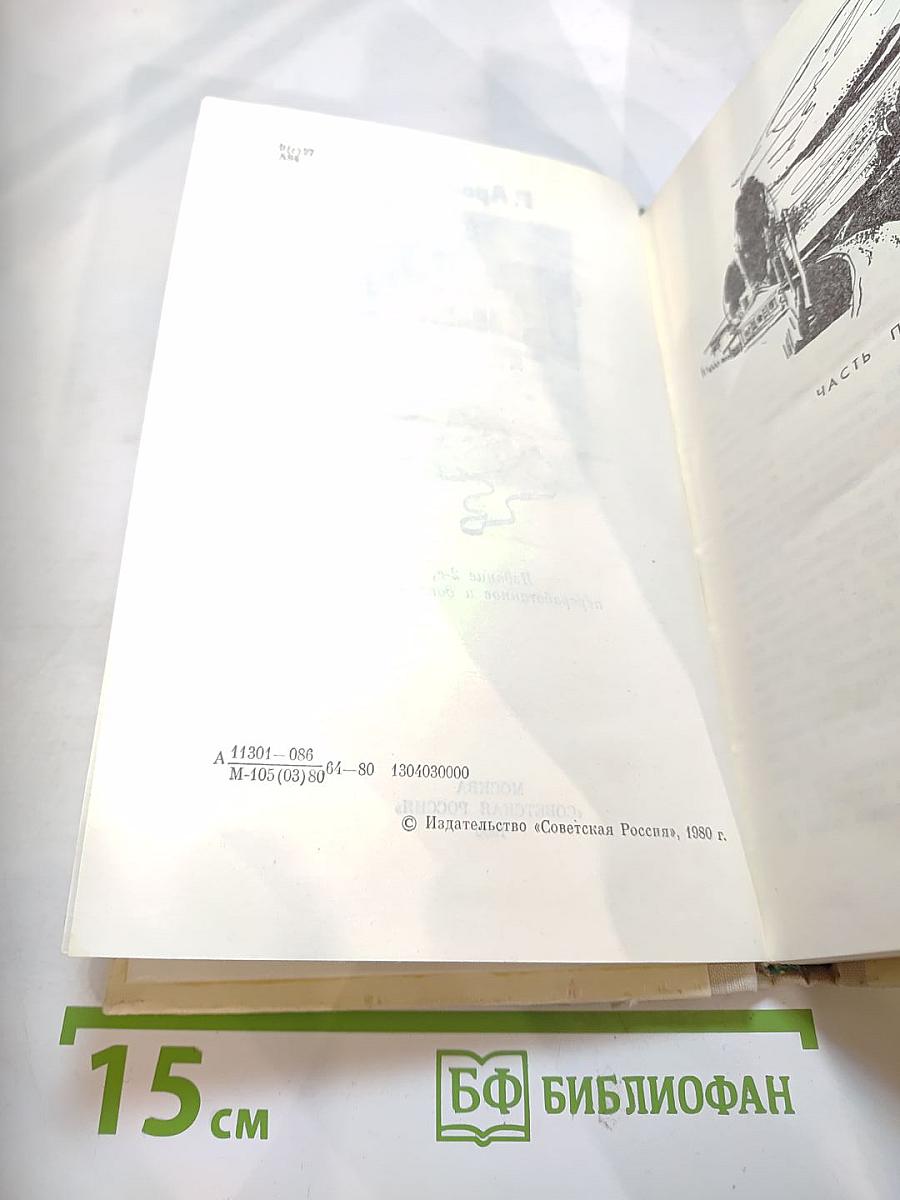 А 11301—086
М-105(03)80 64—80 1304030000
© Издательство «Советская Россия», 1980 г.
ЧАСТЬ
15 см
БФ БИБЛИОФАН